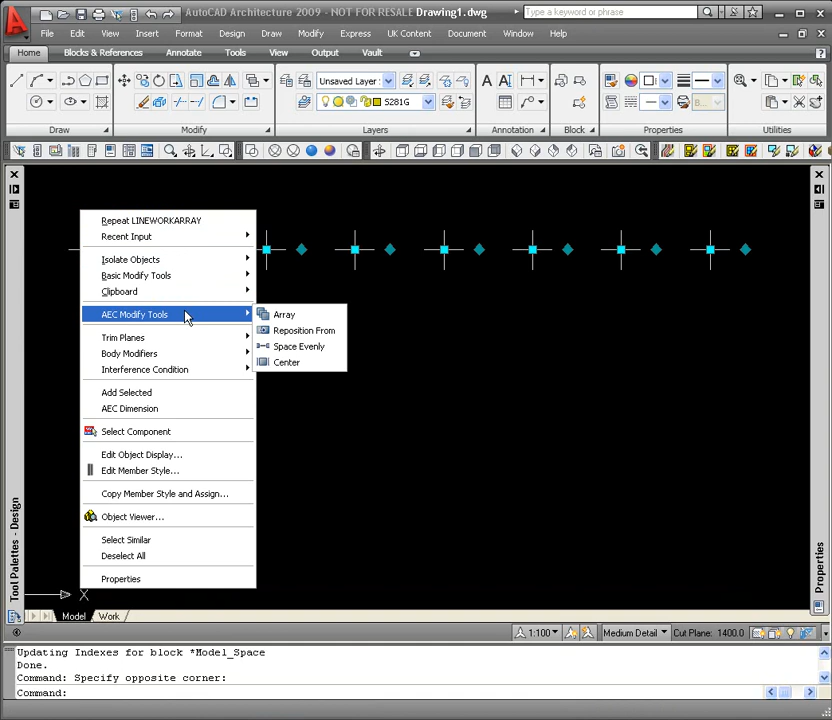 AutoCAD Architecture 2009 - NOT FOR RESALE Drawing1.dwg
Type a keyword or phrase
File Edit View Insert Format Design Draw Modify Express UK Content Document Window Help
Home Blocks & References Annotate Tools View Output Vault
Unsaved Layer
S281G
B...
Draw Modify Layers Annotation Block Properties Utilities
Repeat LINEWORKARRAY
Recent Input
Isolate Objects
Basic Modify Tools
Clipboard
AEC Modify Tools
Array
Reposition From
Space Evenly
Center
Trim Planes
Body Modifiers
Interference Condition
Add Selected
AEC Dimension
Select Component
Edit Object Display...
Edit Member Style...
Copy Member Style and Assign...
Object Viewer...
Select Similar
Deselect All
Properties
Tool Palettes - Design
Properties
X
Model Work
1:100 Medium Detail Cut Plane: 1400.0
Updating Indexes for block *Model_Space
Done.
Command: Specify opposite corner:
Command: